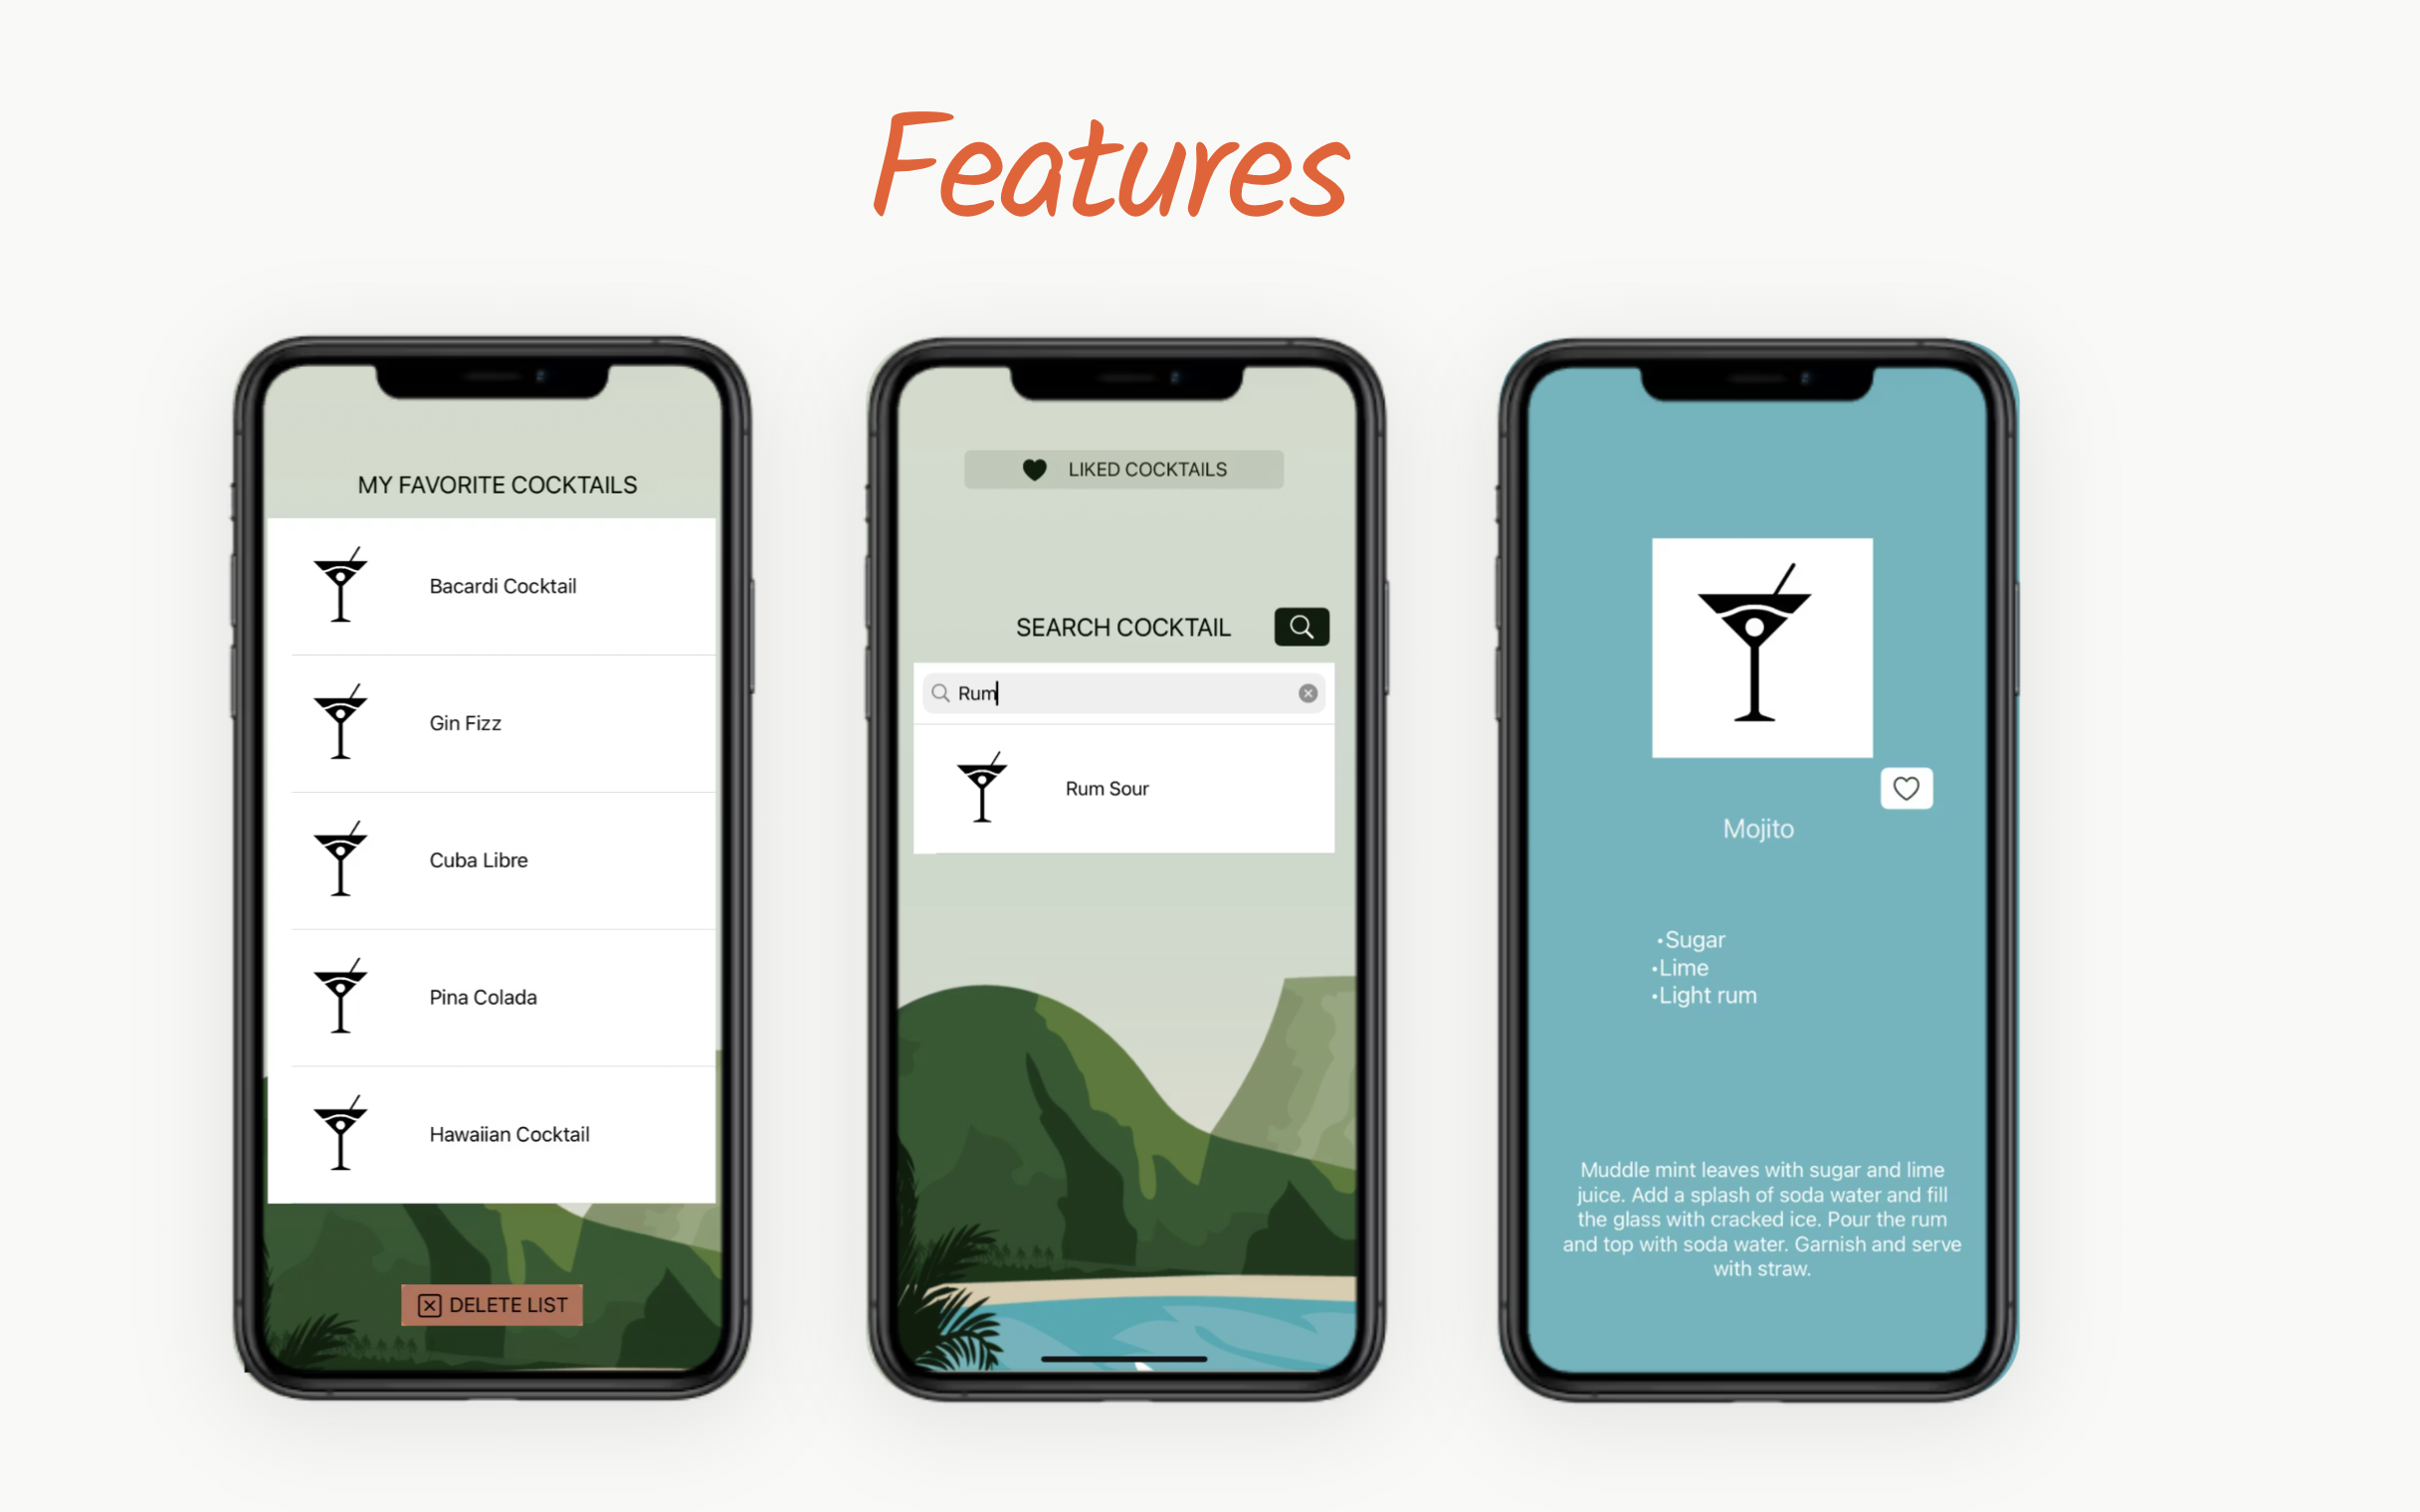 Features
MY FAVORITE COCKTAILS
Bacardi Cocktail
Gin Fizz
Cuba Libre
Pina Colada
Hawaiian Cocktail
DELETE LIST
LIKED COCKTAILS
SEARCH COCKTAIL
Rum
Rum Sour
Mojito
•Sugar
•Lime
•Light rum
Muddle mint leaves with sugar and lime
juice. Add a splash of soda water and fill
the glass with cracked ice. Pour the rum
and top with soda water. Garnish and serve
with straw.